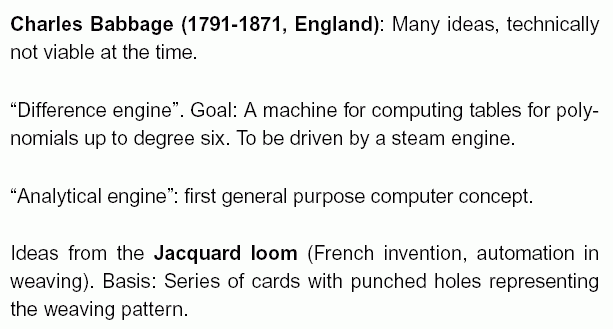 Charles Babbage (1791-1871, England): Many ideas, technically
not viable at the time.
“Difference engine”. Goal: A machine for computing tables for poly-
nomials up to degree six. To be driven by a steam engine.
“Analytical engine”: first general purpose computer concept.
Ideas from the Jacquard loom (French invention, automation in
weaving). Basis: Series of cards with punched holes representing
the weaving pattern.